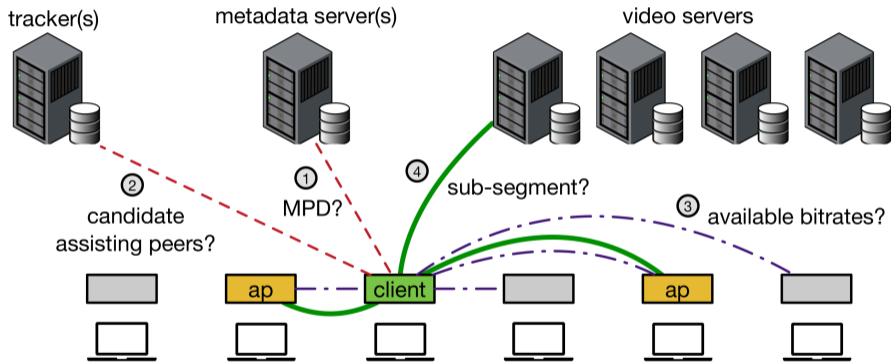 tracker(s)
metadata server(s)
video servers
2
candidate
assisting peers?
1
MPD?
4
sub-segment?
3
available bitrates?
ap
client
ap